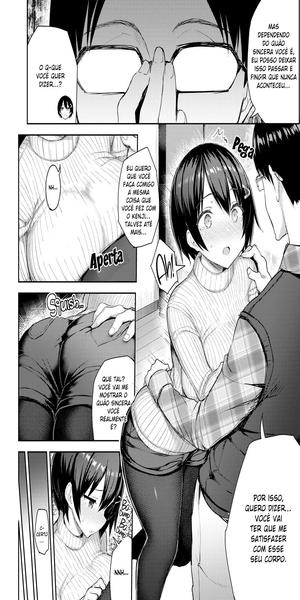 MAS
DEPENDENDO
DO QUÃO
SINCERA VOCÊ É,
EU POSSO DEIXAR
ISSO PASSAR E
FINGIR QUE NUNCA
ACONTECEU...
O Q-QUE
VOCÊ QUER
DIZER...?
Pega
EU QUERO
QUE VOCÊ
FAÇA COMIGO
A MESMA
COISA QUE
VOCÊ FEZ COM
O KENJI...
TALVEZ ATÉ
MAIS...
NH...
Aperta
AH!
QUE TAL?
VOCÊ VAI ME
MOSTRAR O
QUÃO SINCERA
VOCÊ
REALMENTE
É?
POR ISSO,
QUERO DIZER...
VOCÊ VAI
TER QUE ME
SATISFAZER
COM ESSE
SEU CORPO.
C-
CERTO
NNH...